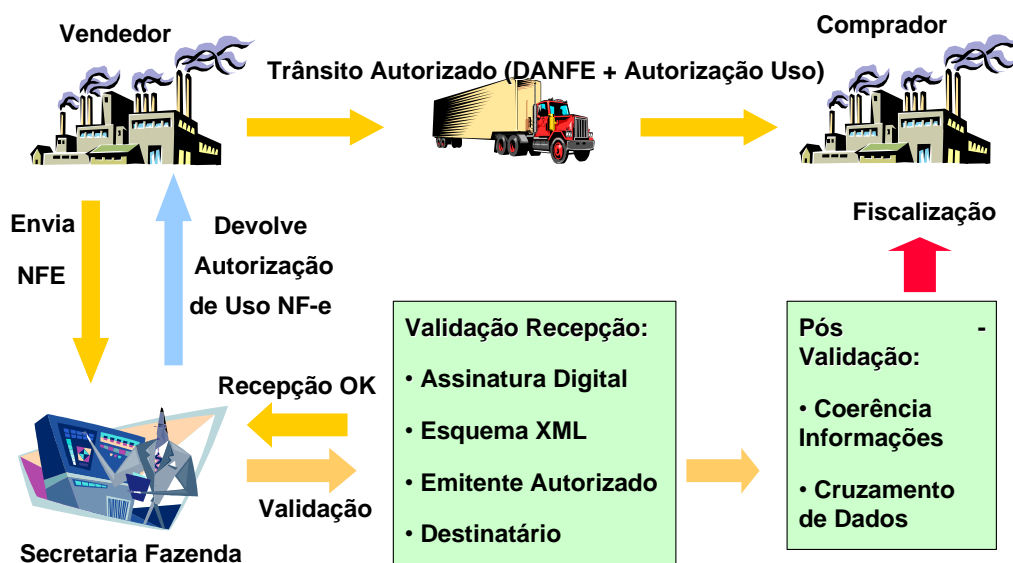 Vendedor
Comprador
Trânsito Autorizado (DANFE + Autorização Uso)
Envia
NFE
Devolve
Autorização
de Uso NF-e
Fiscalização
Recepção OK
Validação
Secretaria Fazenda
Validação Recepção:
• Assinatura Digital
• Esquema XML
• Emitente Autorizado
• Destinatário
Pós -
Validação:
• Coerência
Informações
• Cruzamento
de Dados